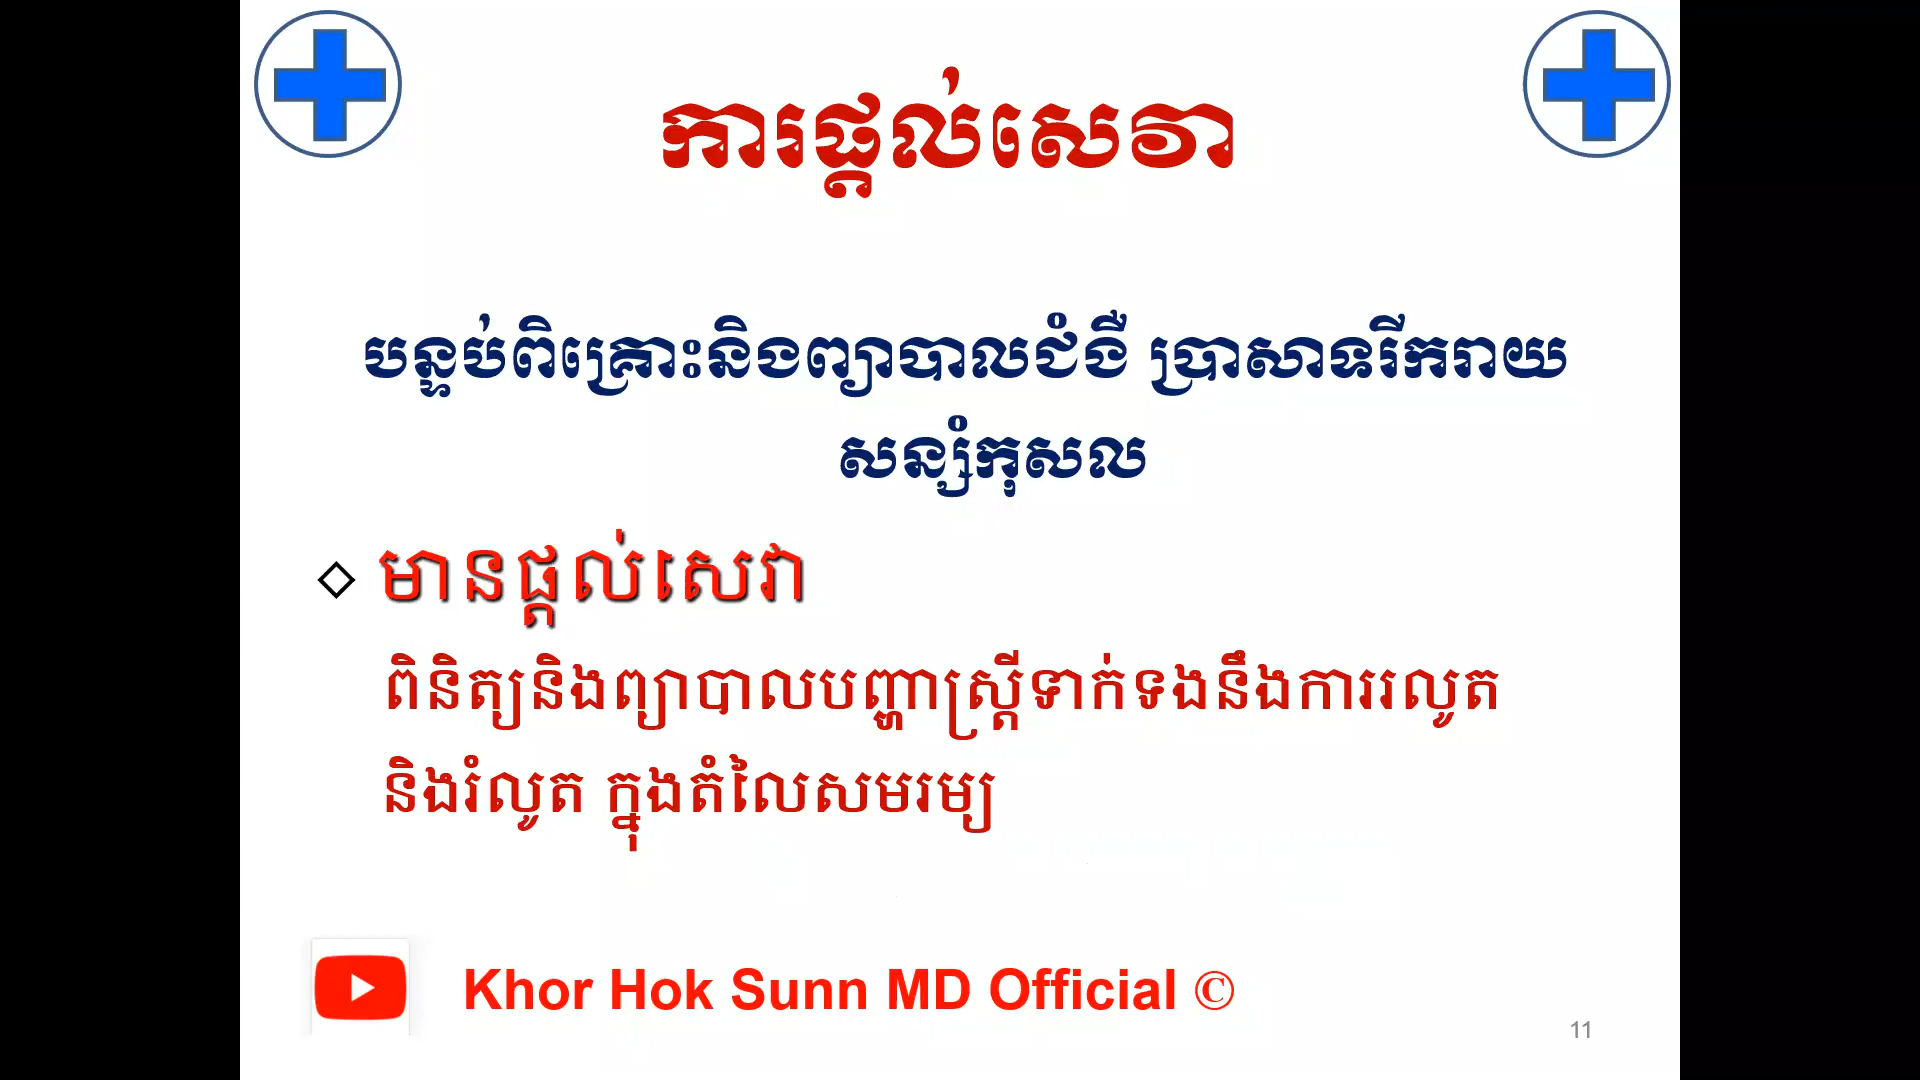 ការផ្តល់សេវា
បន្ទប់ពិគ្រោះនិងព្យាបាលជំងឺ ប្រាសាទរីករាយ
សន្សំកុសល
មានផ្តល់សេវា
ពិនិត្យនិងព្យាបាលបញ្ហាស្ត្រីទាក់ទងនឹងការរលូត
និងរំលូត ក្នុងតំលៃសមរម្យ
Khor Hok Sunn MD Official ©
11